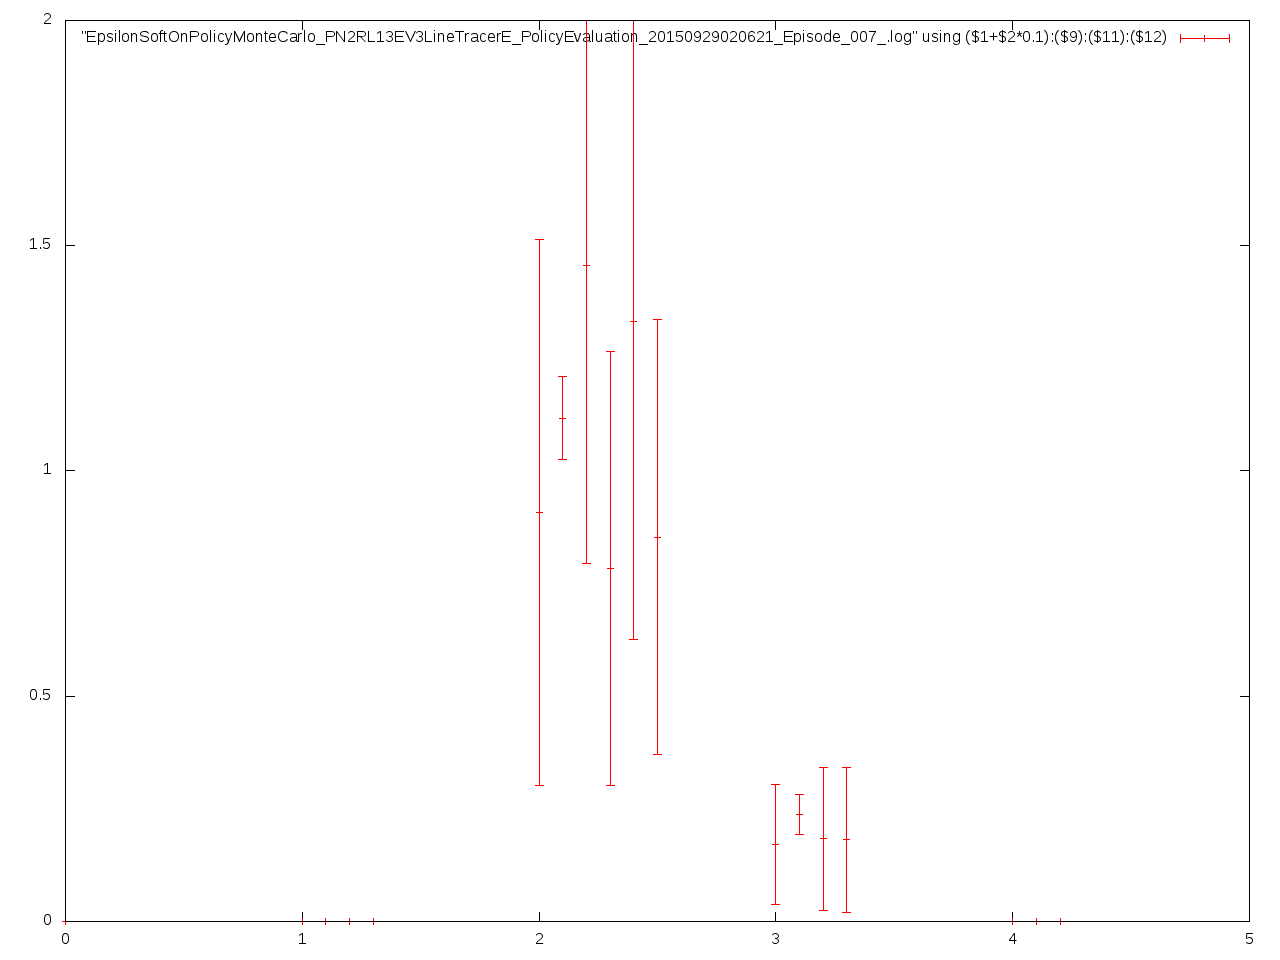 2
"EpsilonSoftOnPolicyMonteCarlo_PN2RL13EV3LineTracerE_PolicyEvaluation_20150929020621_Episode_007_.log" using ($1+$2*0.1):($9):($11):($12)
1.5
1
0.5
0
0 1 2 3 4 5